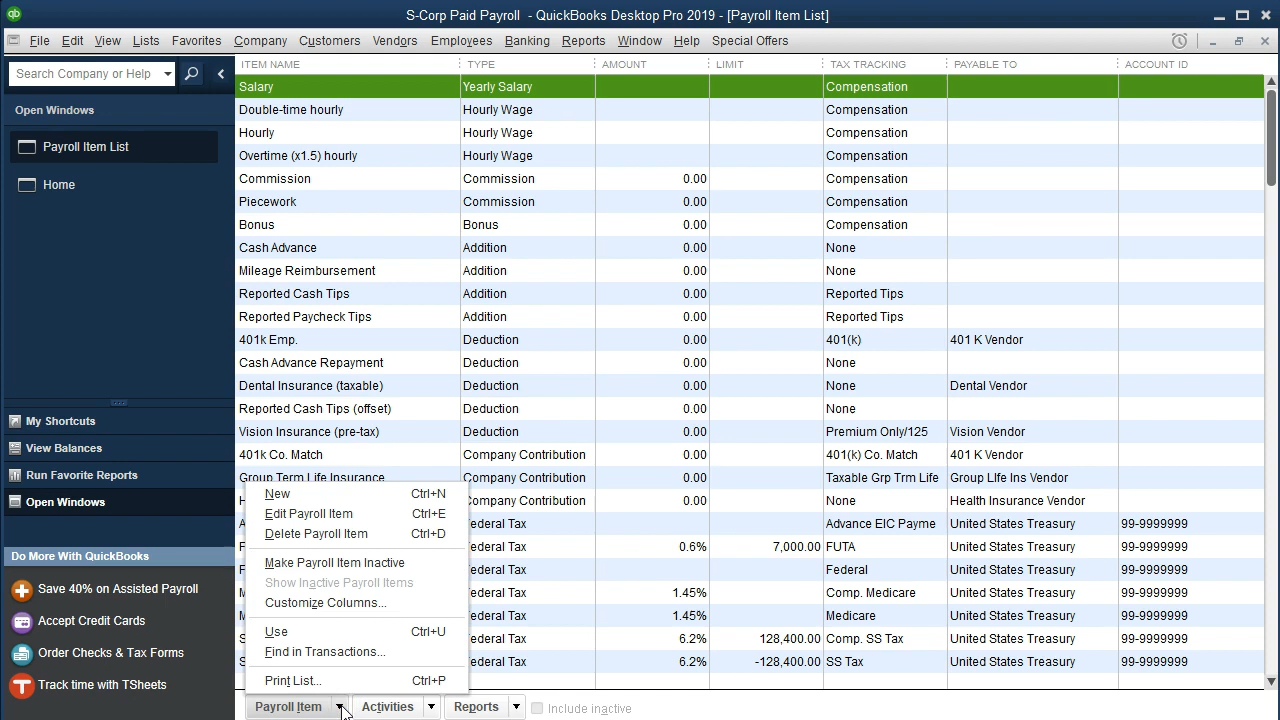 S-Corp Paid Payroll - QuickBooks Desktop Pro 2019 - [Payroll Item List]
File Edit View Lists Favorites Company Customers Vendors Employees Banking Reports Window Help Special Offers
Search Company or Help
Open Windows
Payroll Item List
Home
My Shortcuts
View Balances
Run Favorite Reports
Open Windows
Do More With QuickBooks
Save 40% on Assisted Payroll
Accept Credit Cards
Order Checks & Tax Forms
Track time with TSheets
ITEM NAME TYPE AMOUNT LIMIT TAX TRACKING PAYABLE TO ACCOUNT ID
Salary Yearly Salary Compensation
Double-time hourly Hourly Wage Compensation
Hourly Hourly Wage Compensation
Overtime (x1.5) hourly Hourly Wage Compensation
Commission Commission 0.00 Compensation
Piecework Commission 0.00 Compensation
Bonus Bonus 0.00 Compensation
Cash Advance Addition 0.00 None
Mileage Reimbursement Addition 0.00 None
Reported Cash Tips Addition 0.00 Reported Tips
Reported Paycheck Tips Addition 0.00 Reported Tips
401k Emp. Deduction 0.00 401(k) 401 K Vendor
Cash Advance Repayment Deduction 0.00 None
Dental Insurance (taxable) Deduction 0.00 None Dental Vendor
Reported Cash Tips (offset) Deduction 0.00 None
Vision Insurance (pre-tax) Deduction 0.00 Premium Only/125 Vision Vendor
401k Co. Match Company Contribution 0.00 401(k) Co. Match 401 K Vendor
Group Term Life Insurance Company Contribution 0.00 Taxable Grp Trm Life Group LIfe Ins Vendor
H ompany Contribution 0.00 None Health Insurance Vendor
A ederal Tax Advance EIC Payme United States Treasury 99-9999999
F ederal Tax 0.6% 7,000.00 FUTA United States Treasury 99-9999999
F ederal Tax Federal United States Treasury 99-9999999
M ederal Tax 1.45% Comp. Medicare United States Treasury 99-9999999
M ederal Tax 1.45% Medicare United States Treasury 99-9999999
S ederal Tax 6.2% 128,400.00 Comp. SS Tax United States Treasury 99-9999999
S ederal Tax 6.2% -128,400.00 SS Tax United States Treasury 99-9999999
New Ctrl+N
Edit Payroll Item Ctrl+E
Delete Payroll Item Ctrl+D
Make Payroll Item Inactive
Show Inactive Payroll Items
Customize Columns...
Use Ctrl+U
Find in Transactions...
Print List... Ctrl+P
Payroll Item Activities Reports Include inactive